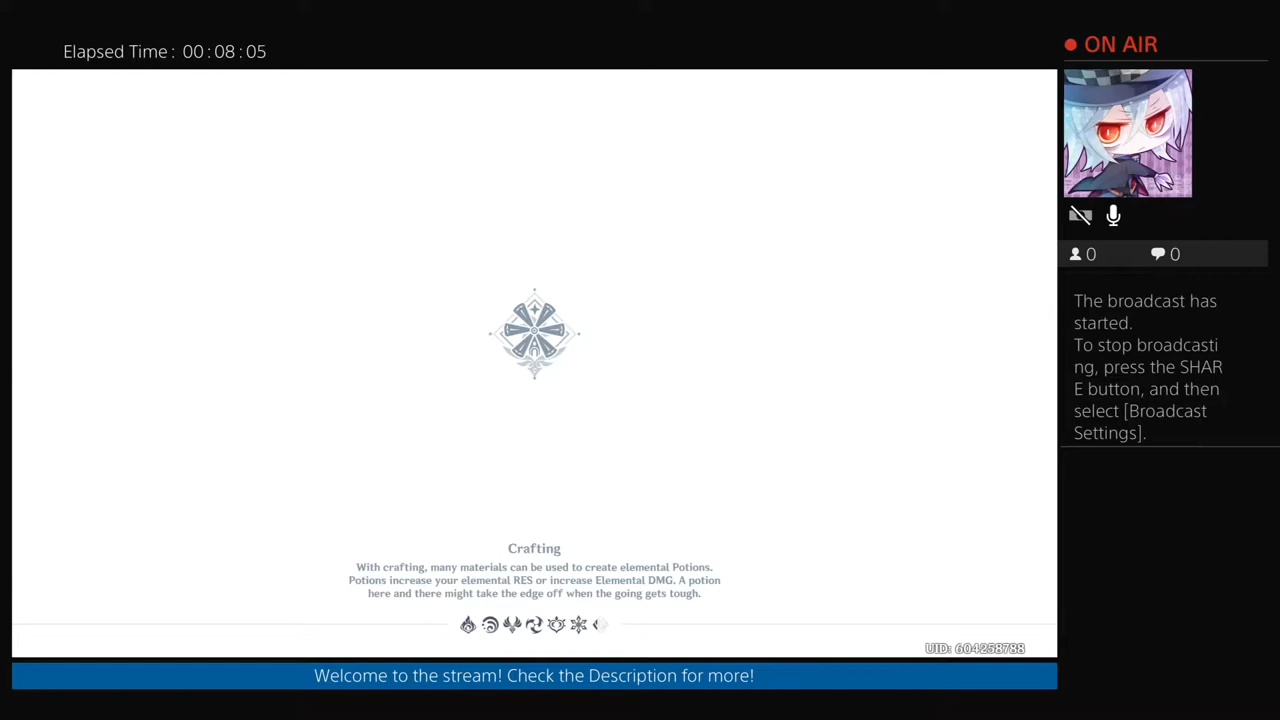 Elapsed Time : 00 : 08 : 05
ON AIR
0
0
The broadcast has
started.
To stop broadcasti
ng, press the SHAR
E button, and then
select [Broadcast
Settings].
Crafting
With crafting, many materials can be used to create elemental Potions.
Potions increase your elemental RES or increase Elemental DMG. A potion
here and there might take the edge off when the going gets tough.
UID: 604258788
Welcome to the stream! Check the Description for more!